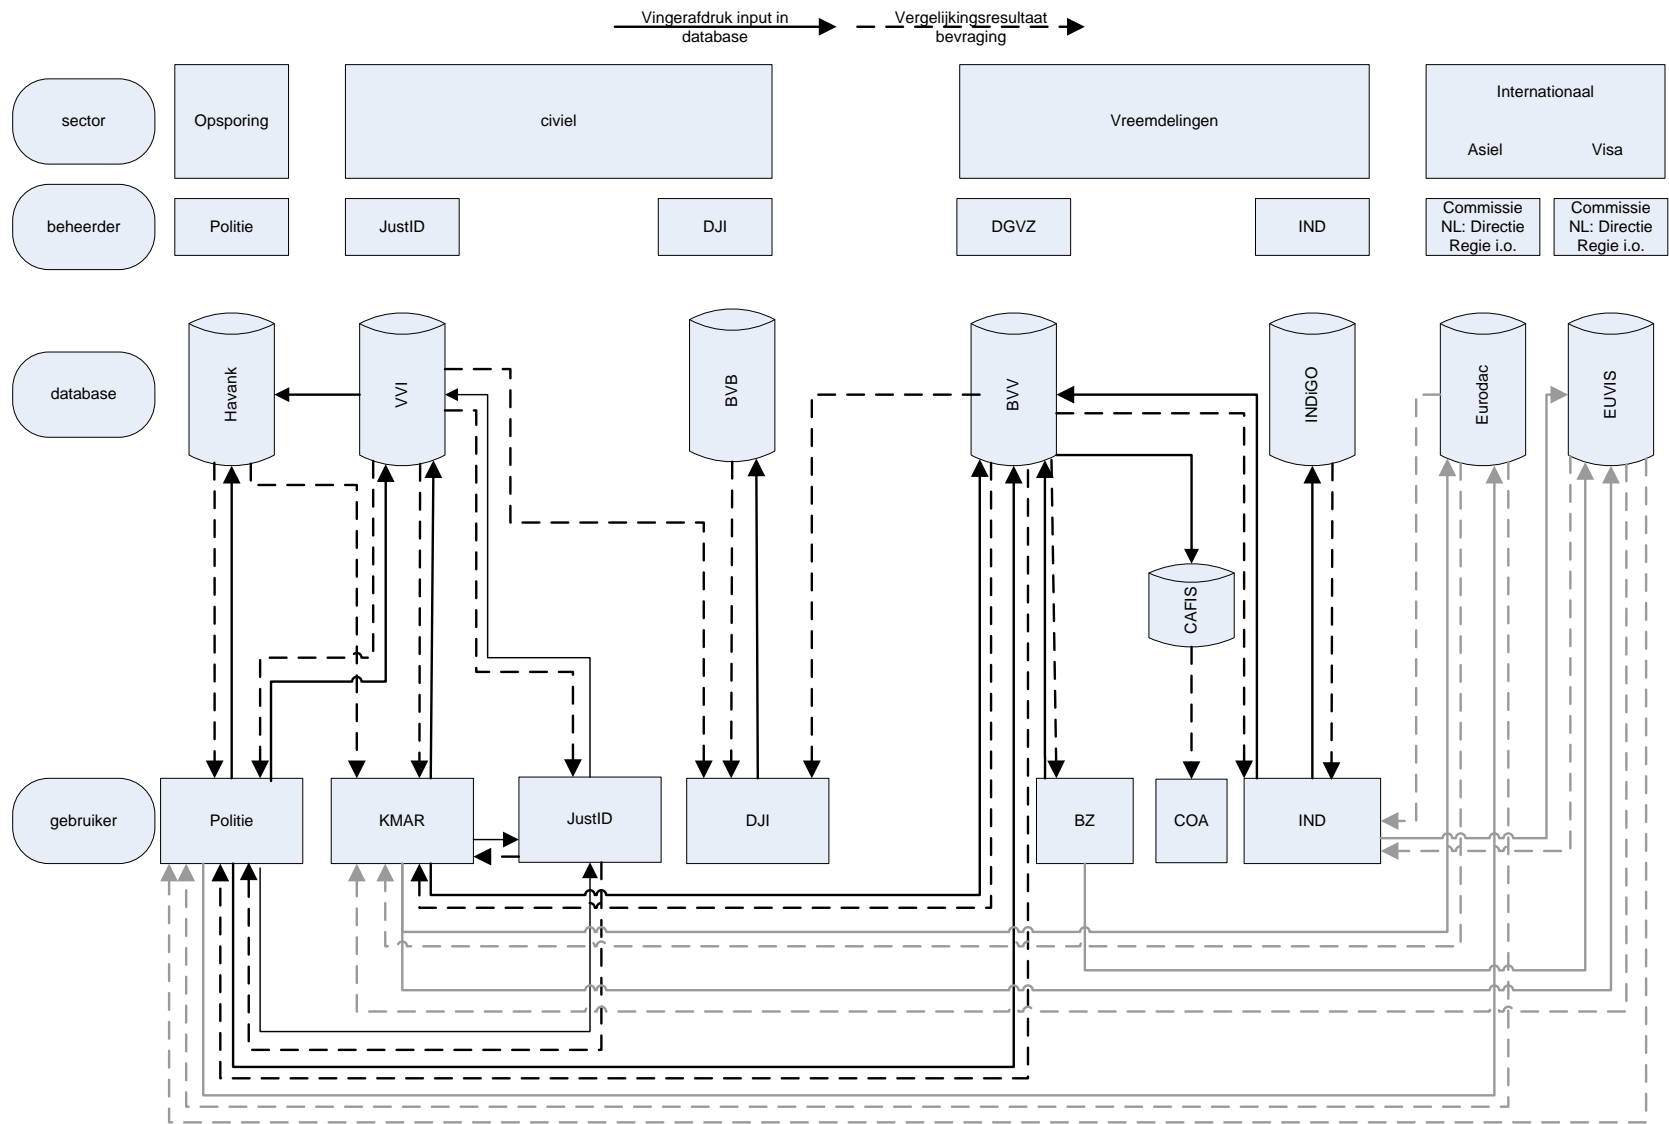 Vingerafdruk input in
database
Vergelijkingsresultaat
bevraging
sector
Opsporing
civiel
Vreemdelingen
Internationaal
Asiel
Visa
beheerder
Politie
JustID
DJI
DGVZ
IND
Commissie
NL: Directie
Regie i.o.
Commissie
NL: Directie
Regie i.o.
database
Havank
VVI
BVB
BVV
INDiGO
Eurodac
EUVIS
CAFIS
gebruiker
Politie
KMAR
JustID
DJI
BZ
COA
IND